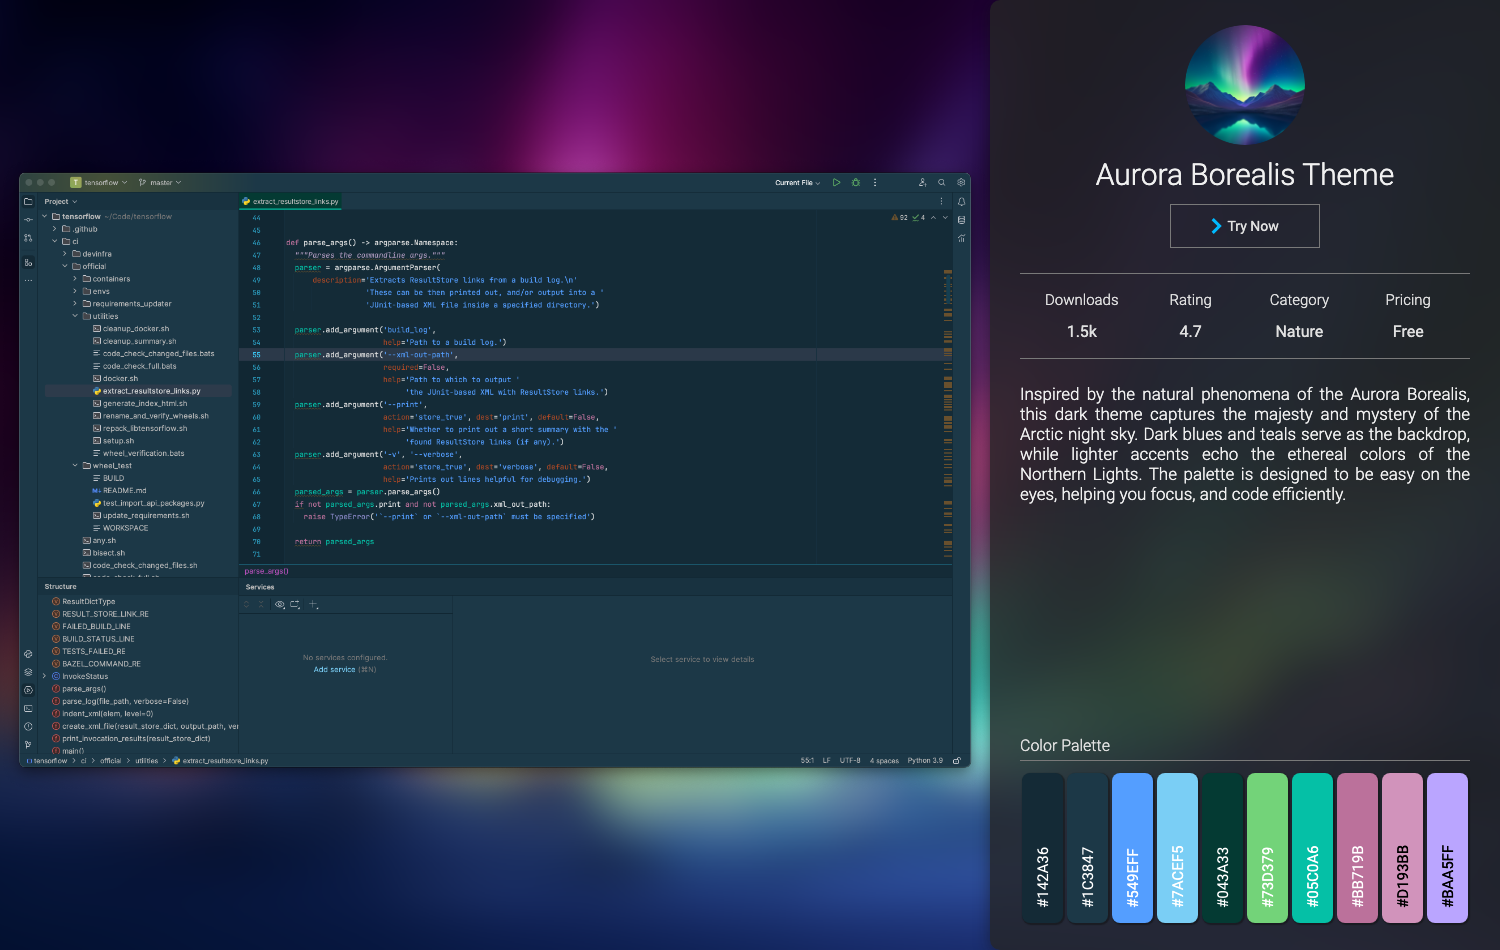 tensorflow
master
Current File
Project
tensorflow ~/Code/tensorflow
.github
ci
devinfra
official
containers
envs
requirements_updater
utilities
cleanup_docker.sh
cleanup_summary.sh
code_check_changed_files.bats
code_check_full.bats
docker.sh
extract_resultstore_links.py
generate_index_html.sh
rename_and_verify_wheels.sh
repack_libtensorflow.sh
setup.sh
wheel_verification.bats
wheel_test
BUILD
README.md
test_import_api.packages.py
update_requirements.sh
WORKSPACE
any.sh
bisect.sh
code_check_changed_files.sh
code_check_full.sh
extract_resultstore_links.py
92 4
44
45
46 def parse_args() -> argparse.Namespace:
47 """Parses the commandline args."""
48 parser = argparse.ArgumentParser(
49 description='Extracts ResultStore links from a build log.\n'
50 'These can be then printed out, and/or output into a '
51 'JUnit-based XML file inside a specified directory.')
52
53 parser.add_argument('build_log',
54 help='Path to a build log.')
55 parser.add_argument('--xml-out-path',
56 required=False,
57 help='Path to which to output '
58 'the JUnit-based XML with ResultStore links.')
59 parser.add_argument('--print',
60 action='store_true', dest='print', default=False,
61 help='Whether to print out a short summary with the '
62 'found ResultStore links (if any).')
63 parser.add_argument('-v', '--verbose',
64 action='store_true', dest='verbose', default=False,
65 help='Prints out lines helpful for debugging.')
66 parsed_args = parser.parse_args()
67 if not parsed_args.print and not parsed_args.xml_out_path:
68 raise TypeError('`--print` or `--xml-out-path` must be specified')
69
70 return parsed_args
71
parse_args()
Structure
ResultDictType
RESULT_STORE_LINK_RE
FAILED_BUILD_LINE
BUILD_STATUS_LINE
TESTS_FAILED_RE
BAZEL_COMMAND_RE
InvokeStatus
parse_args()
parse_log(file_path, verbose=False)
indent_xml(elem, level=0)
create_xml_file(result_store_dict, output_path, ver
print_invocation_results(result_store_dict)
main()
Services
No services configured.
Add service (⌘N)
Select service to view details
tensorflow > ci > official > utilities > extract_resultstore_links.py
55:1 LF UTF-8 4 spaces Python 3.9
Aurora Borealis Theme
Try Now
Downloads Rating Category Pricing
1.5k 4.7 Nature Free
Inspired by the natural phenomena of the Aurora Borealis,
this dark theme captures the majesty and mystery of the
Arctic night sky. Dark blues and teals serve as the backdrop,
while lighter accents echo the ethereal colors of the
Northern Lights. The palette is designed to be easy on the
eyes, helping you focus, and code efficiently.
Color Palette
#142A36
#1C3847
#549EFF
#7ACEF5
#043A33
#73D379
#05C0A6
#BB719B
#D193BB
#BAA5FF